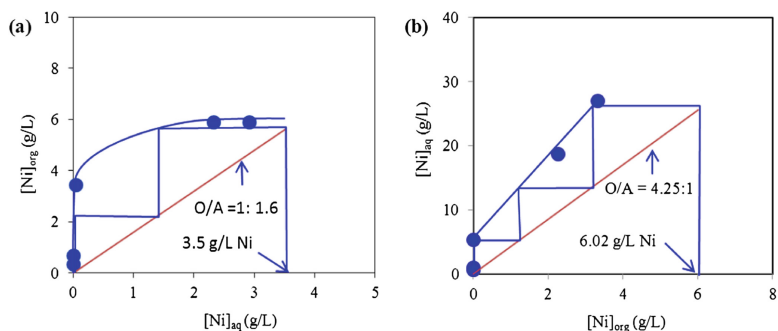 (a)
10
8
6
4
2
0
[Ni]org (g/L)
O/A =1: 1.6
3.5 g/L Ni
0 1 2 3 4 5
[Ni]aq (g/L)
(b)
40
30
20
10
0
[Ni]aq (g/L)
O/A = 4.25:1
6.02 g/L Ni
0 2 4 6 8
[Ni]org (g/L)